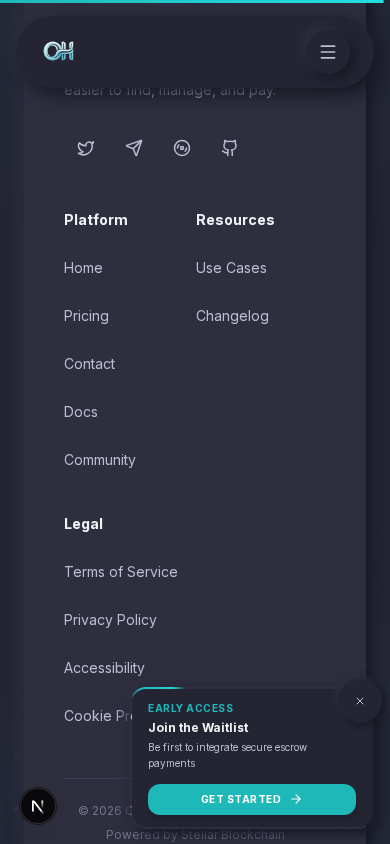 OH
easier to find, manage, and pay.
Platform
Resources
Home
Use Cases
Pricing
Changelog
Contact
Docs
Community
Legal
Terms of Service
Privacy Policy
Accessibility
Cookie
EARLY ACCESS
Join the Waitlist
Be first to integrate secure escrow
payments
GET STARTED
N
© 2026
Powered by Stellar Blockchain